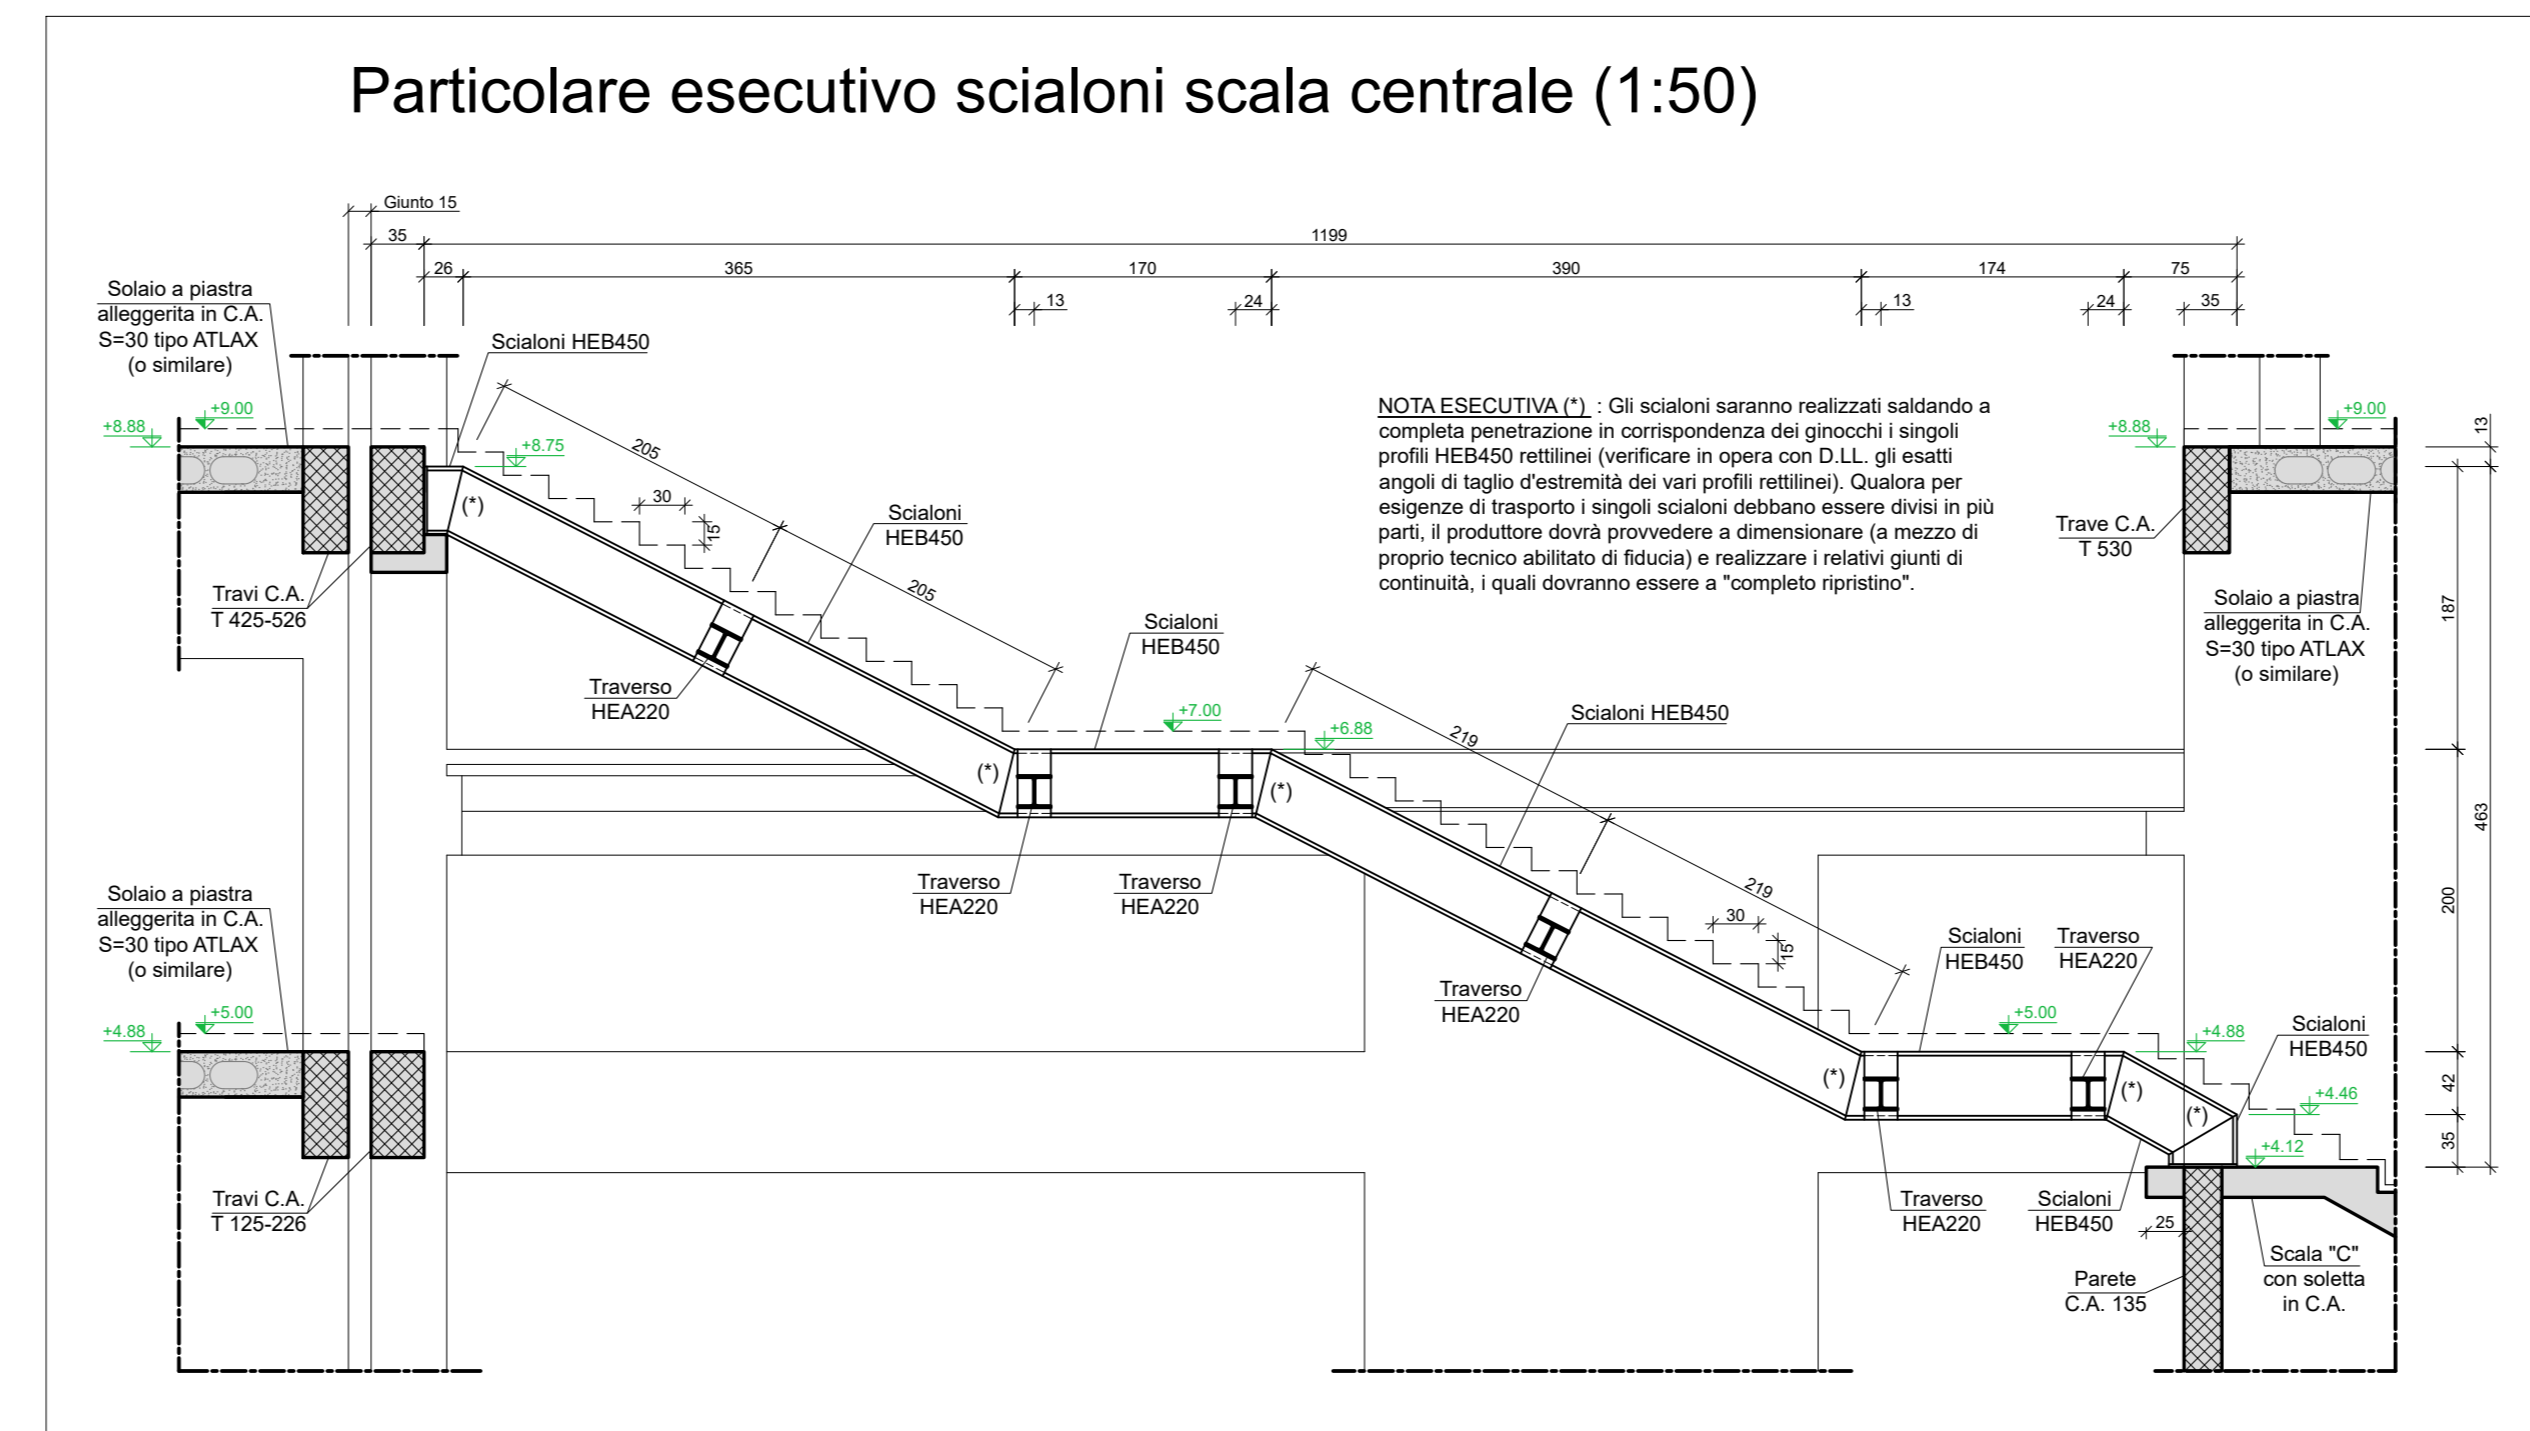 Particolare esecutivo scialoni scala centrale (1:50)
Giunto 15
35
1199
26
365
170
390
174
75
13
24
13
24
35
Solaio a piastra
alleggerita in C.A.
S=30 tipo ATLAX
(o similare)
Scialoni HEB450
+9.00
+8.88
+8.75
205
205
30
15
(*)
Scialoni
HEB450
Travi C.A.
T 425-526
Traverso
HEA220
NOTA ESECUTIVA (*) : Gli scialoni saranno realizzati saldando a
completa penetrazione in corrispondenza dei ginocchi i singoli
profili HEB450 rettilinei (verificare in opera con D.LL. gli esatti
angoli di taglio d'estremità dei vari profili rettilinei). Qualora per
esigenze di trasporto i singoli scialoni debbano essere divisi in più
parti, il produttore dovrà provvedere a dimensionare (a mezzo di
proprio tecnico abilitato di fiducia) e realizzare i relativi giunti di
continuità, i quali dovranno essere a "completo ripristino".
+8.88
+9.00
Trave C.A.
T 530
Solaio a piastra
alleggerita in C.A.
S=30 tipo ATLAX
(o similare)
13
187
463
200
42
35
Scialoni
HEB450
+7.00
+6.88
(*)
(*)
Scialoni HEB450
219
219
30
15
Traverso
HEA220
Traverso
HEA220
Traverso
HEA220
Solaio a piastra
alleggerita in C.A.
S=30 tipo ATLAX
(o similare)
+5.00
+4.88
Travi C.A.
T 125-226
Scialoni
HEB450
Traverso
HEA220
+5.00
+4.88
Scialoni
HEB450
(*)
(*)
(*)
+4.46
+4.12
Traverso
HEA220
Scialoni
HEB450
25
Parete
C.A. 135
Scala "C"
con soletta
in C.A.